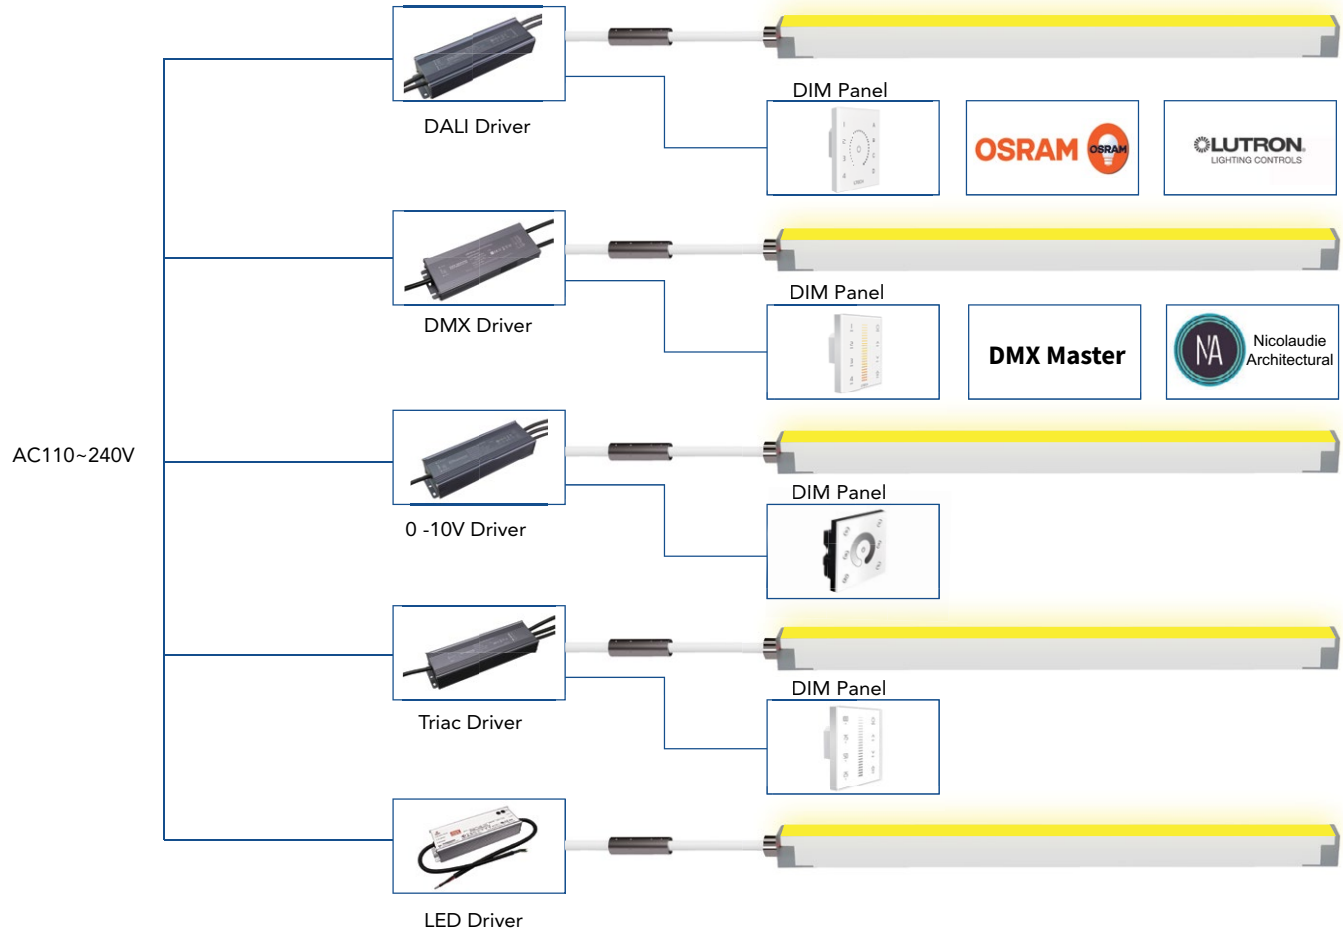 DIM Panel
DALI Driver
OSRAM
OSRAM
LUTRON
LIGHTING CONTROLS
DIM Panel
DMX Driver
DMX Master
NA
Nicolaudie
Architectural
AC110~240V
DIM Panel
0 -10V Driver
DIM Panel
Triac Driver
LED Driver